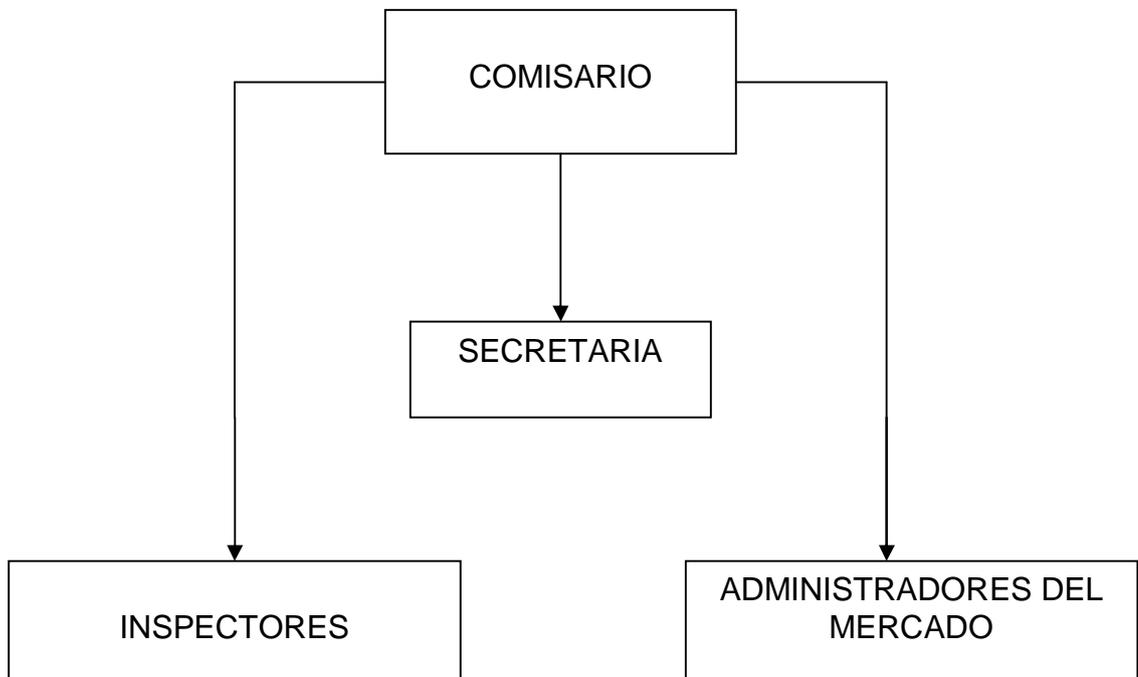 COMISARIO
SECRETARIA
INSPECTORES
ADMINISTRADORES DEL
MERCADO